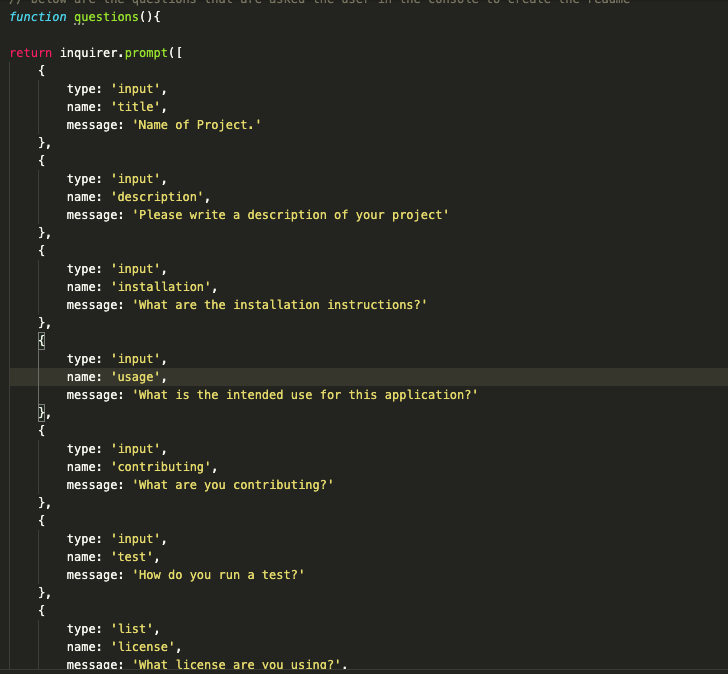 // Below are the questions that are asked the user in the console to create the readme
function questions(){
return inquirer.prompt([
{
type: 'input',
name: 'title',
message: 'Name of Project.'
},
{
type: 'input',
name: 'description',
message: 'Please write a description of your project'
},
{
type: 'input',
name: 'installation',
message: 'What are the installation instructions?'
},
{
type: 'input',
name: 'usage',
message: 'What is the intended use for this application?'
},
{
type: 'input',
name: 'contributing',
message: 'What are you contributing?'
},
{
type: 'input',
name: 'test',
message: 'How do you run a test?'
},
{
type: 'list',
name: 'license',
message: 'What license are you using?',